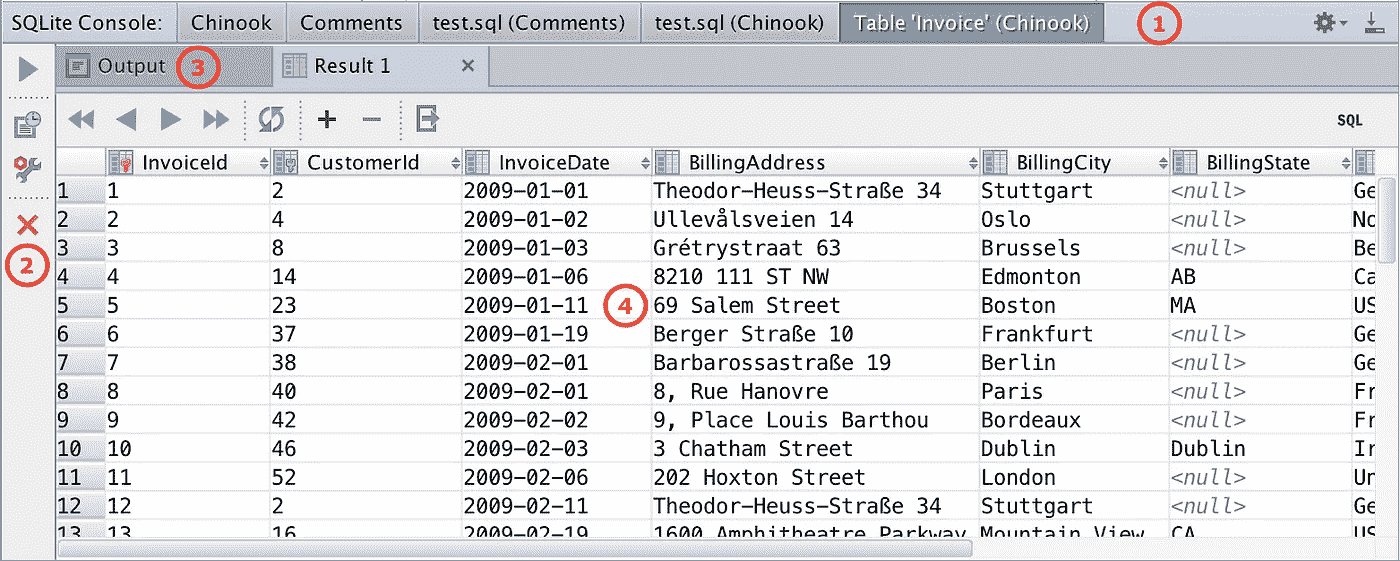 SQLite Console: Chinook Comments test.sql (Comments) test.sql (Chinook) Table 'Invoice' (Chinook) 1
Output 3 Result 1
SQL
InvoiceId CustomerId InvoiceDate BillingAddress BillingCity BillingState
1 1 2 2009-01-01 Theodor-Heuss-Straße 34 Stuttgart <null> Ge
2 2 4 2009-01-02 Ullevålsveien 14 Oslo <null> No
3 3 8 2009-01-03 Grétrystraat 63 Brussels <null> Be
2
4 4 14 2009-01-06 8210 111 ST NW Edmonton AB Ca
5 5 23 2009-01-11 4 69 Salem Street Boston MA US
6 6 37 2009-01-19 Berger Straße 10 Frankfurt <null> Ge
7 7 38 2009-02-01 Barbarossastraße 19 Berlin <null> Ge
8 8 40 2009-02-01 8, Rue Hanovre Paris <null> Fr
9 9 42 2009-02-02 9, Place Louis Barthou Bordeaux <null> Fr
10 10 46 2009-02-03 3 Chatham Street Dublin Dublin Ir
11 11 52 2009-02-06 202 Hoxton Street London <null> Un
12 12 2 2009-02-11 Theodor-Heuss-Straße 34 Stuttgart <null> Ge
13 13 16 2009-02-19 1600 Amphitheatre Parkway Mountain View CA US